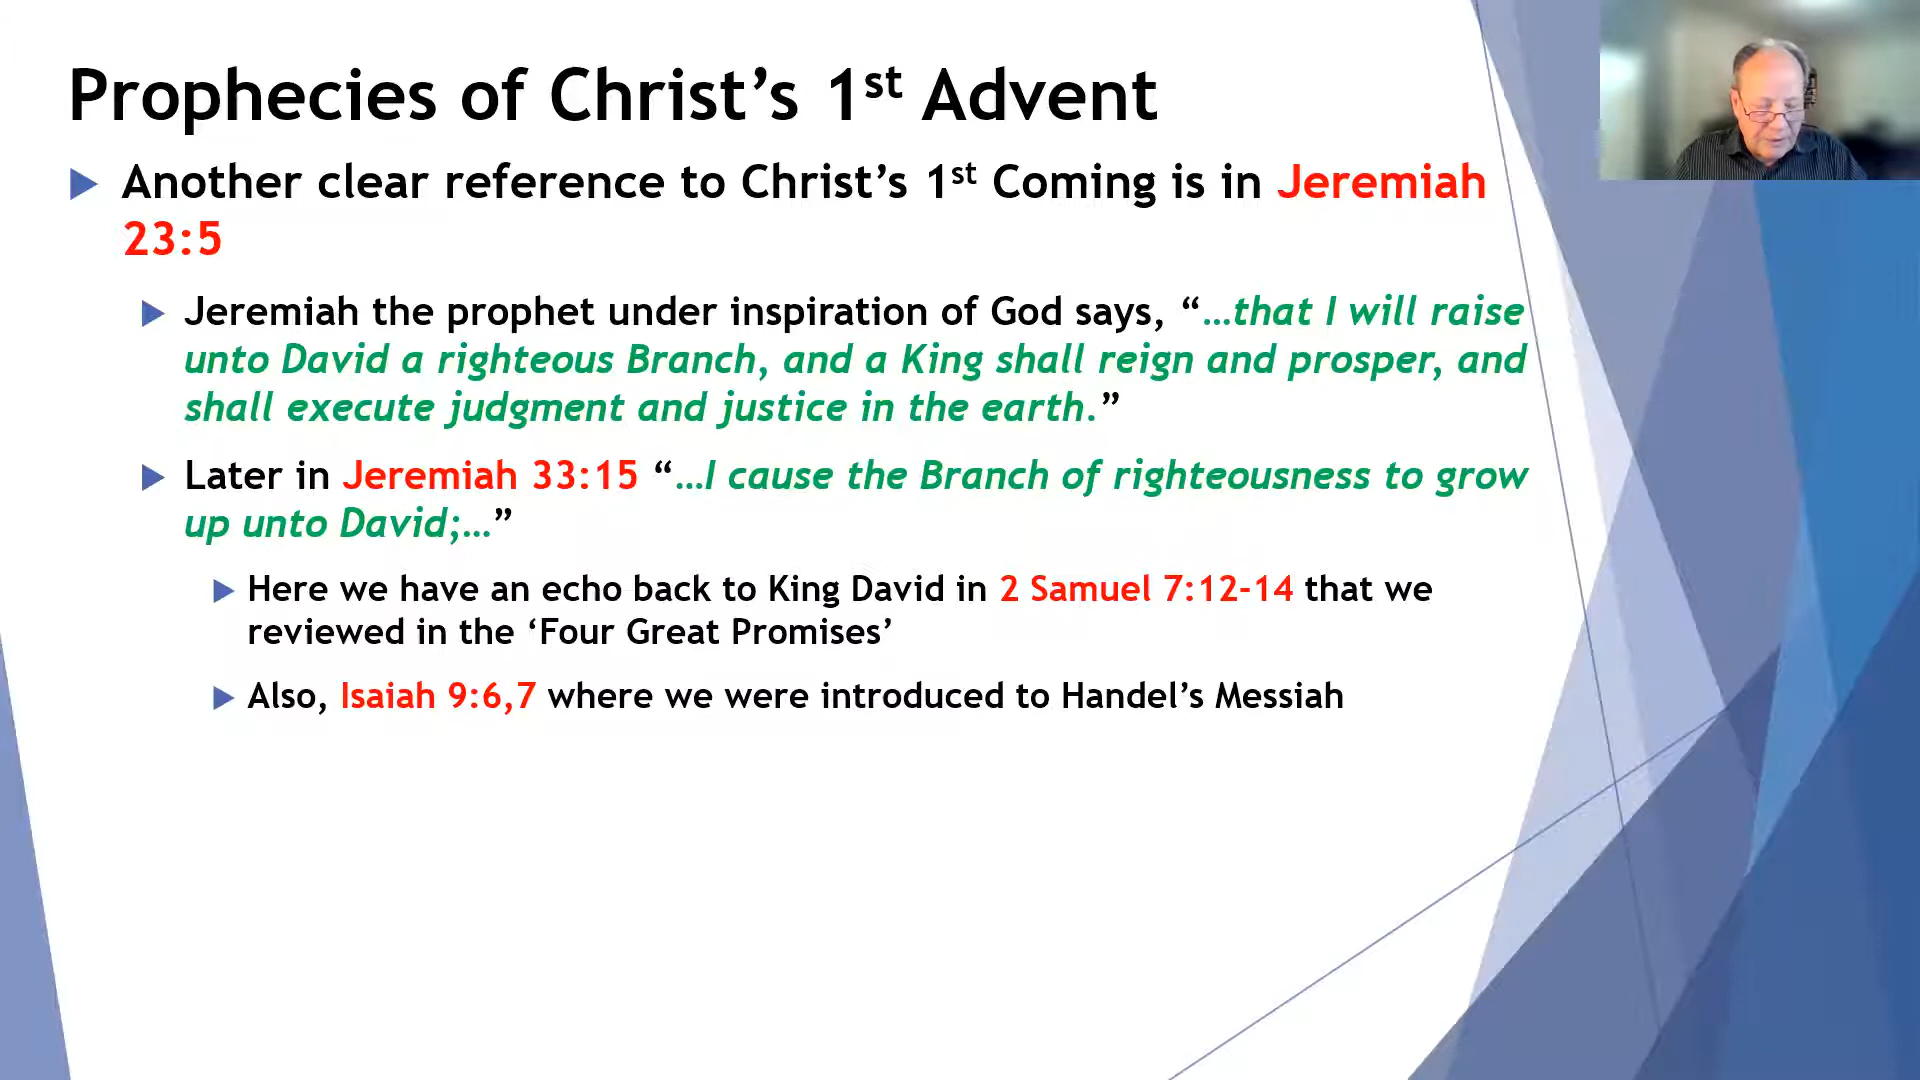 Prophecies of Christ’s 1st Advent
Another clear reference to Christ’s 1st Coming is in Jeremiah
23:5
Jeremiah the prophet under inspiration of God says, “…that I will raise
unto David a righteous Branch, and a King shall reign and prosper, and
shall execute judgment and justice in the earth.”
Later in Jeremiah 33:15 “…I cause the Branch of righteousness to grow
up unto David;…”
Here we have an echo back to King David in 2 Samuel 7:12-14 that we
reviewed in the ‘Four Great Promises’
Also, Isaiah 9:6,7 where we were introduced to Handel’s Messiah